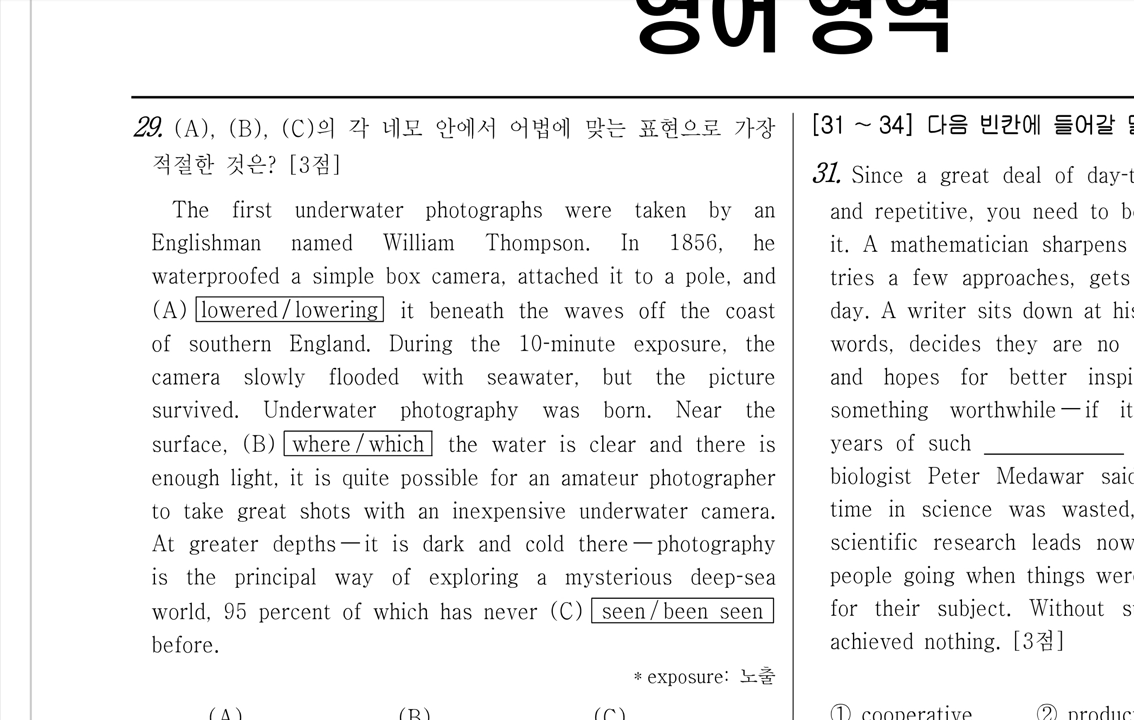 영어 영역
29. (A), (B), (C)의 각 네모 안에서 어법에 맞는 표현으로 가장
적절한 것은? [3점]
The first underwater photographs were taken by an
Englishman named William Thompson. In 1856, he
waterproofed a simple box camera, attached it to a pole, and
(A) lowered / lowering it beneath the waves off the coast
of southern England. During the 10-minute exposure, the
camera slowly flooded with seawater, but the picture
survived. Underwater photography was born. Near the
surface, (B) where / which the water is clear and there is
enough light, it is quite possible for an amateur photographer
to take great shots with an inexpensive underwater camera.
At greater depths — it is dark and cold there — photography
is the principal way of exploring a mysterious deep-sea
world, 95 percent of which has never (C) seen / been seen
before.
* exposure: 노출
(A) (B) (C)
[31 ~ 34] 다음 빈칸에 들어갈
31. Since a great deal of
and repetitive, you need to
it. A mathematician sharpens
tries a few approaches, gets
day. A writer sits down at
words, decides they are no
and hopes for better
something worthwhile — if it
years of such
biologist Peter Medawar
time in science was wasted,
scientific research leads
people going when things
for their subject. Without
achieved nothing. [3점]
① cooperative ②